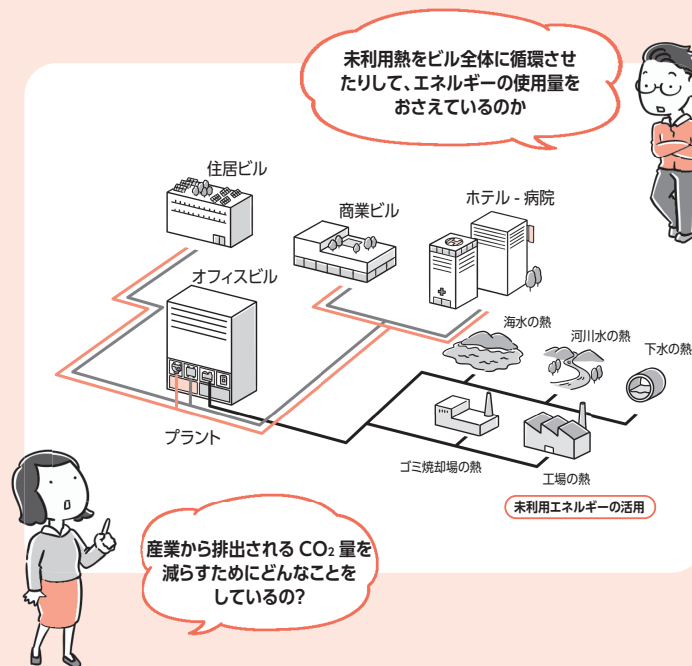 未利用熱をビル全体に循環させ
たりして、エネルギーの使用量を
おさえているのか
住居ビル
商業ビル
ホテル - 病院
オフィスビル
海水の熱
河川水の熱
下水の熱
プラント
ゴミ焼却場の熱
工場の熱
未利用エネルギーの活用
産業から排出される CO₂ 量を
減らすためにどんなことを
しているの?